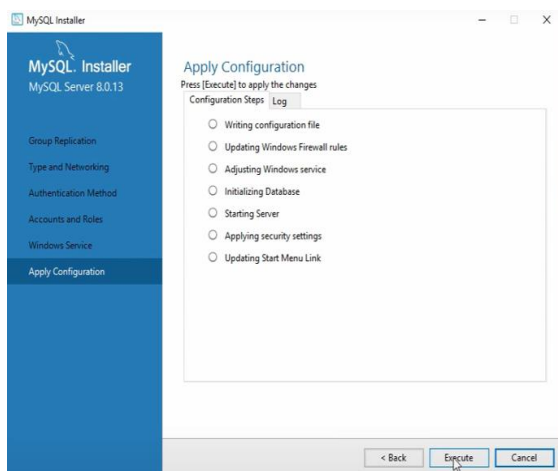 MySQL Installer
MySQL. Installer
MySQL Server 8.0.13
Group Replication
Type and Networking
Authentication Method
Accounts and Roles
Windows Service
Apply Configuration
Apply Configuration
Press [Execute] to apply the changes
Configuration Steps Log
Writing configuration file
Updating Windows Firewall rules
Adjusting Windows service
Initializing Database
Starting Server
Applying security settings
Updating Start Menu Link
< Back Execute Cancel